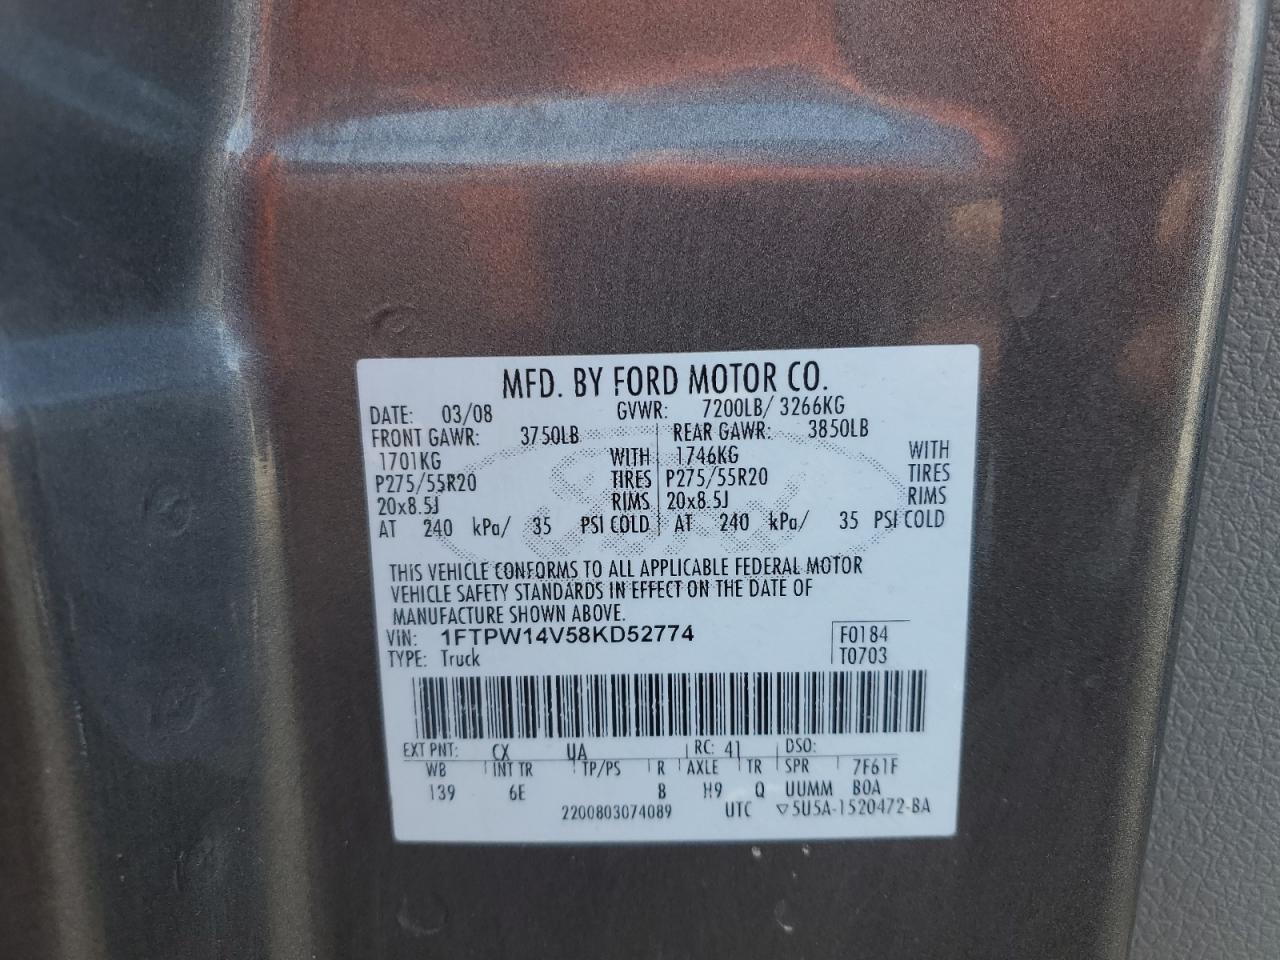 MFD. BY FORD MOTOR CO.
DATE: 03/08 GVWR: 7200LB/ 3266KG
FRONT GAWR: 3750LB REAR GAWR: 3850LB
1701KG WITH 1746KG WITH
P275/55R20 TIRES P275/55R20 TIRES
20x8.5J RIMS 20x8.5J RIMS
AT 240 kPa/ 35 PSI COLD AT 240 kPa/ 35 PSI COLD
THIS VEHICLE CONFORMS TO ALL APPLICABLE FEDERAL MOTOR
VEHICLE SAFETY STANDARDS IN EFFECT ON THE DATE OF
MANUFACTURE SHOWN ABOVE.
VIN: 1FTPW14V58KD52774 F0184
TYPE: Truck T0703
EXT PNT: CX UA RC: 41 DSO:
WB INT TR TP/PS R AXLE TR SPR 7F61F
139 6E B H9 Q UUMM BOA
2200803074089 UTC ▽5U5A-1520472-BA